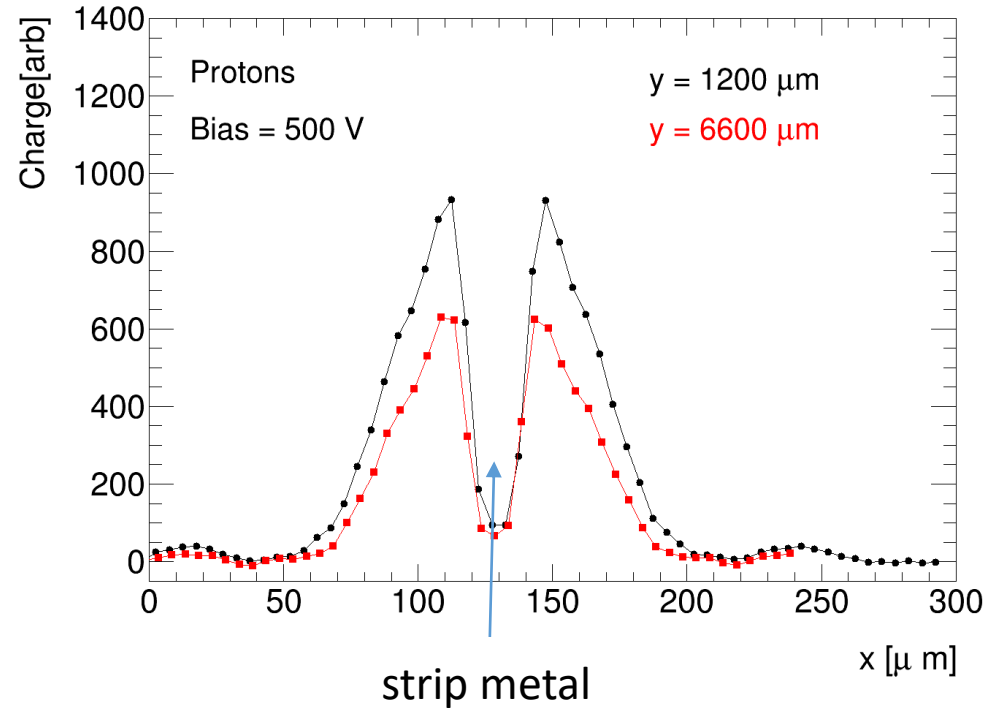 Charge[arb]
1400
1200
1000
800
600
400
200
0
Protons
Bias = 500 V
y = 1200 μm
y = 6600 μm
0 50 100 150 200 250 300
x [μ m]
strip metal